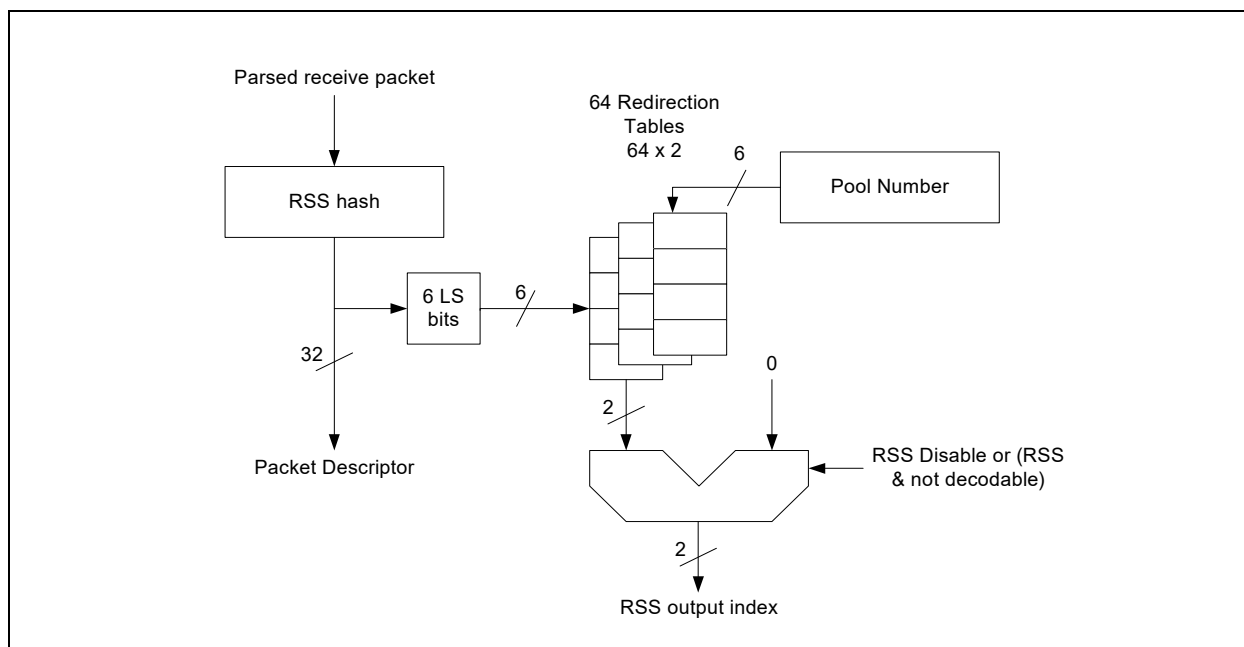 Parsed receive packet
64 Redirection
Tables
64 x 2
6
Pool Number
RSS hash
6 LS
bits
6
32
0
2
Packet Descriptor
RSS Disable or (RSS
& not decodable)
2
RSS output index